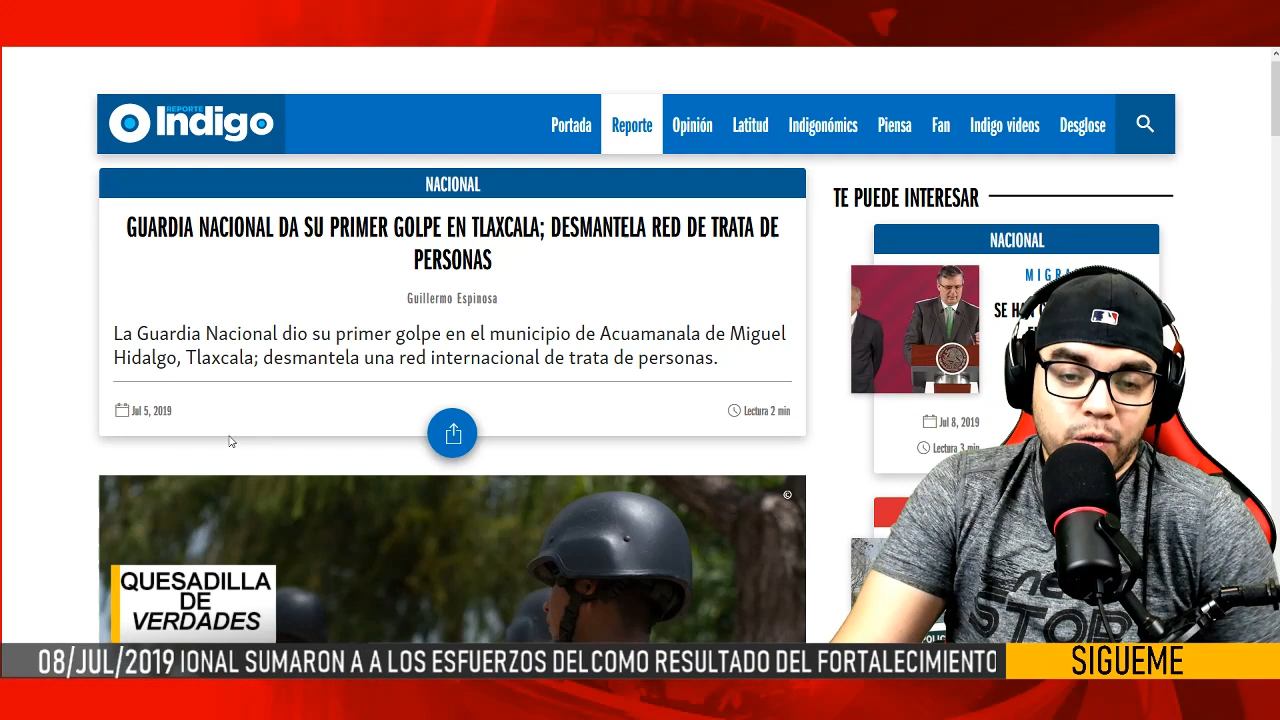 REPORTE
Indigo
Portada
Reporte
Opinión
Latitud
Indigonómics
Piensa
Fan
Indigo videos
Desglose
NACIONAL
GUARDIA NACIONAL DA SU PRIMER GOLPE EN TLAXCALA; DESMANTELA RED DE TRATA DE
PERSONAS
Guillermo Espinosa
La Guardia Nacional dio su primer golpe en el municipio de Acuamanala de Miguel
Hidalgo, Tlaxcala; desmantela una red internacional de trata de personas.
Jul 5, 2019
Lectura 2 min
©
TE PUEDE INTERESAR
NACIONAL
SE
Jul 8, 2019
Lectura 3 min
QUESADILLA
DE
VERDADES
08/JUL/2019 IONAL SUMARON A A LOS ESFUERZOS DEL COMO RESULTADO DEL FORTALECIMIENTO
SIGUEME